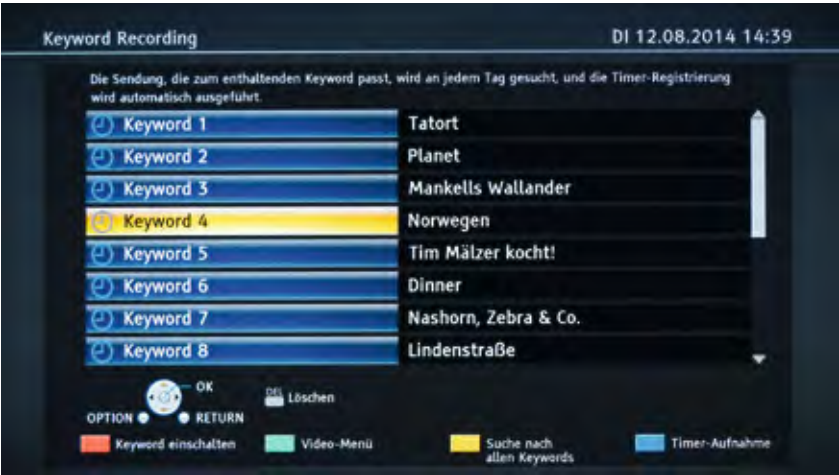 Keyword Recording
DI 12.08.2014 14:39
Die Sendung, die zum enthaltenden Keyword passt, wird an jedem Tag gesucht, und die Timer-Registrierung
wird automatisch ausgeführt.
Keyword 1 Tatort
Keyword 2 Planet
Keyword 3 Mankells Wallander
Keyword 4 Norwegen
Keyword 5 Tim Mälzer kocht!
Keyword 6 Dinner
Keyword 7 Nashorn, Zebra & Co.
Keyword 8 Lindenstraße
OK
DEL Löschen
OPTION RETURN
Keyword einschalten Video-Menü Suche nach Timer-Aufnahme
allen Keywords